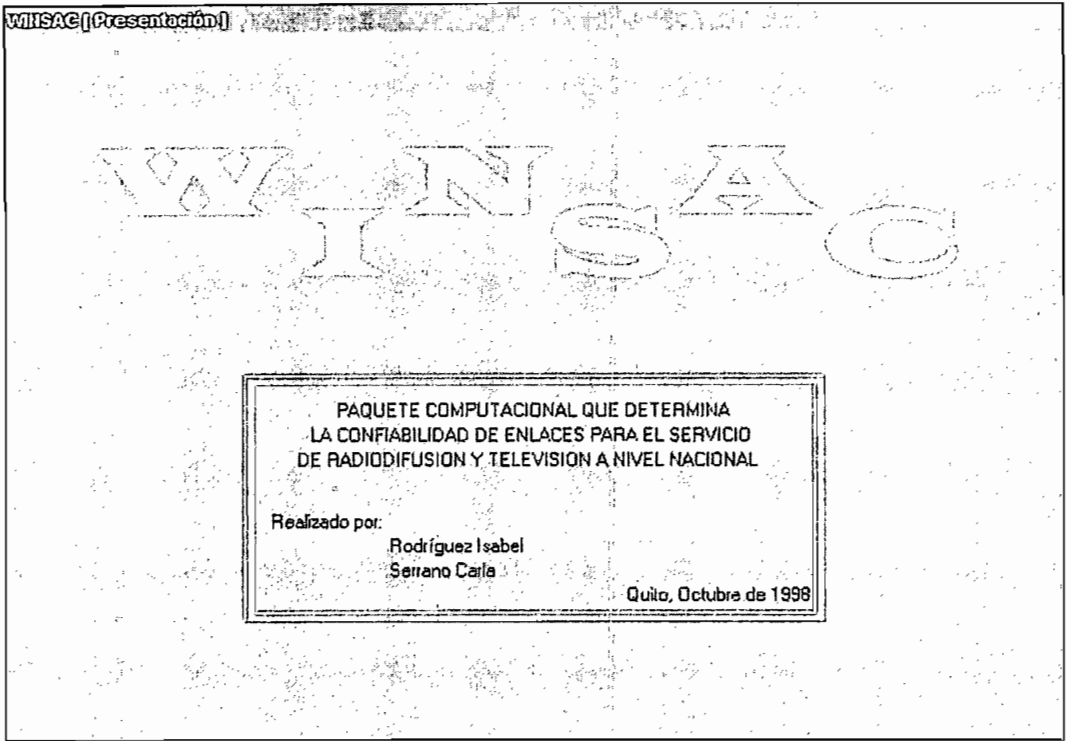 WINSAC [ Presentación ]
WINSAC
PAQUETE COMPUTACIONAL QUE DETERMINA
LA CONFIABILIDAD DE ENLACES PARA EL SERVICIO
DE RADIODIFUSION Y TELEVISION A NIVEL NACIONAL
Realizado por:
Rodríguez Isabel
Serrano Carla
Quito, Octubre de 1998